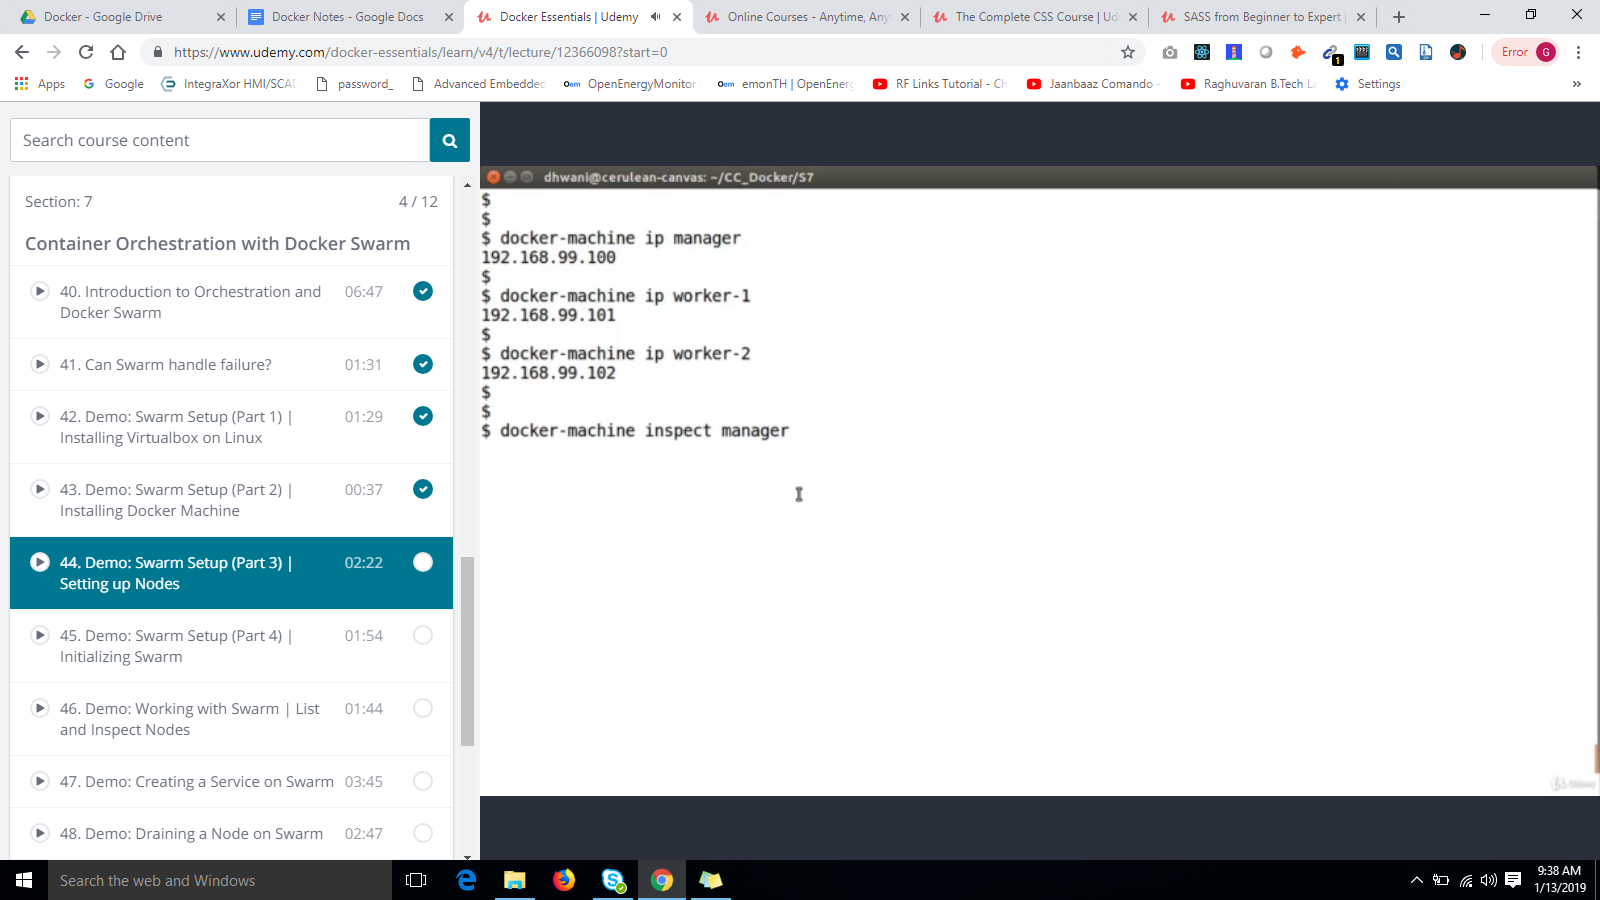 Docker - Google Drive
Docker Notes - Google Docs
Docker Essentials | Udemy
Online Courses - Anytime, Any
The Complete CSS Course | Ud
SASS from Beginner to Expert |
https://www.udemy.com/docker-essentials/learn/v4/t/lecture/12366098?start=0
1
Error G
Apps
Google
IntegraXor HMI/SCA
password_
Advanced Embedded
OpenEnergyMonitor
emonTH | OpenEnerg
RF Links Tutorial - Ch
Jaanbaaz Comando -
Raghuvaran B.Tech La
Settings
»
Search course content
Section: 7 4 / 12
Container Orchestration with Docker Swarm
40. Introduction to Orchestration and 06:47
Docker Swarm
41. Can Swarm handle failure? 01:31
42. Demo: Swarm Setup (Part 1) | 01:29
Installing Virtualbox on Linux
43. Demo: Swarm Setup (Part 2) | 00:37
Installing Docker Machine
44. Demo: Swarm Setup (Part 3) | 02:22
Setting up Nodes
45. Demo: Swarm Setup (Part 4) | 01:54
Initializing Swarm
46. Demo: Working with Swarm | List 01:44
and Inspect Nodes
47. Demo: Creating a Service on Swarm 03:45
48. Demo: Draining a Node on Swarm 02:47
dhwani@cerulean-canvas: ~/CC_Docker/S7
$
$
$ docker-machine ip manager
192.168.99.100
$
$ docker-machine ip worker-1
192.168.99.101
$
$ docker-machine ip worker-2
192.168.99.102
$
$
$ docker-machine inspect manager
Udemy
Search the web and Windows
9:38 AM
1/13/2019